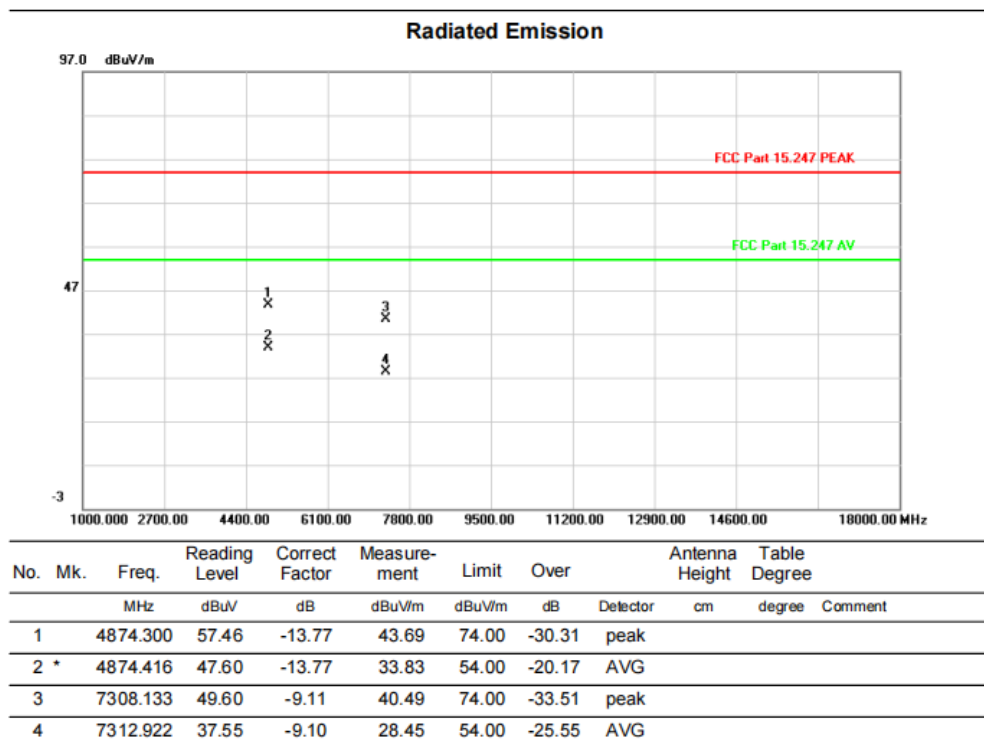 Radiated Emission
97.0 dBuV/m
FCC Part 15.247 PEAK
FCC Part 15.247 AV
47
1
3
2
4
-3
1000.000 2700.00 4400.00 6100.00 7800.00 9500.00 11200.00 12900.00 14600.00 18000.00 MHz
No. Mk. Freq. Reading Level Correct Factor Measure-ment Limit Over Antenna Height Table Degree
MHz dBuV dB dBuV/m dBuV/m dB Detector cm degree Comment
1 4874.300 57.46 -13.77 43.69 74.00 -30.31 peak
2 * 4874.416 47.60 -13.77 33.83 54.00 -20.17 AVG
3 7308.133 49.60 -9.11 40.49 74.00 -33.51 peak
4 7312.922 37.55 -9.10 28.45 54.00 -25.55 AVG